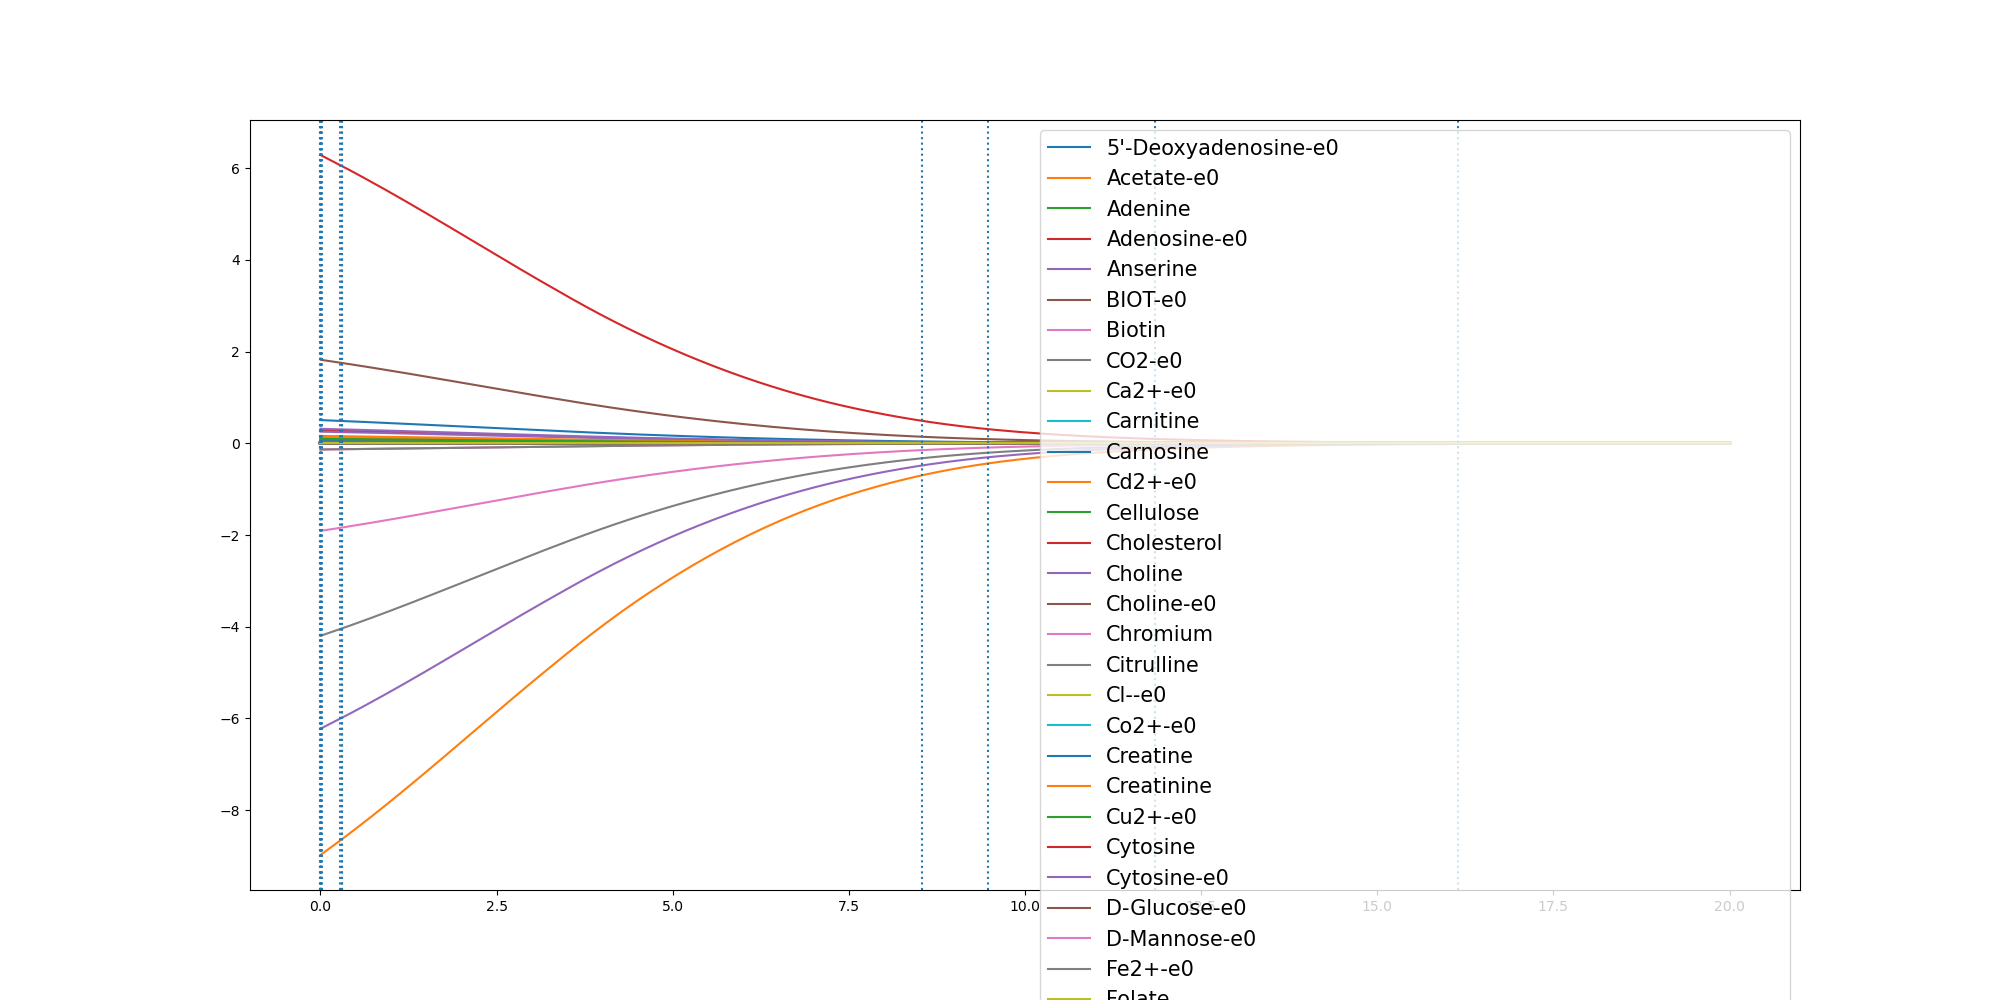 6
4
2
0
−2
−4
−6
−8
0.0 2.5 5.0 7.5 10.0 15.0 17.5 20.0
5'-Deoxyadenosine-e0
Acetate-e0
Adenine
Adenosine-e0
Anserine
BIOT-e0
Biotin
CO2-e0
Ca2+-e0
Carnitine
Carnosine
Cd2+-e0
Cellulose
Cholesterol
Choline
Choline-e0
Chromium
Citrulline
Cl--e0
Co2+-e0
Creatine
Creatinine
Cu2+-e0
Cytosine
Cytosine-e0
D-Glucose-e0
D-Mannose-e0
Fe2+-e0
Folate